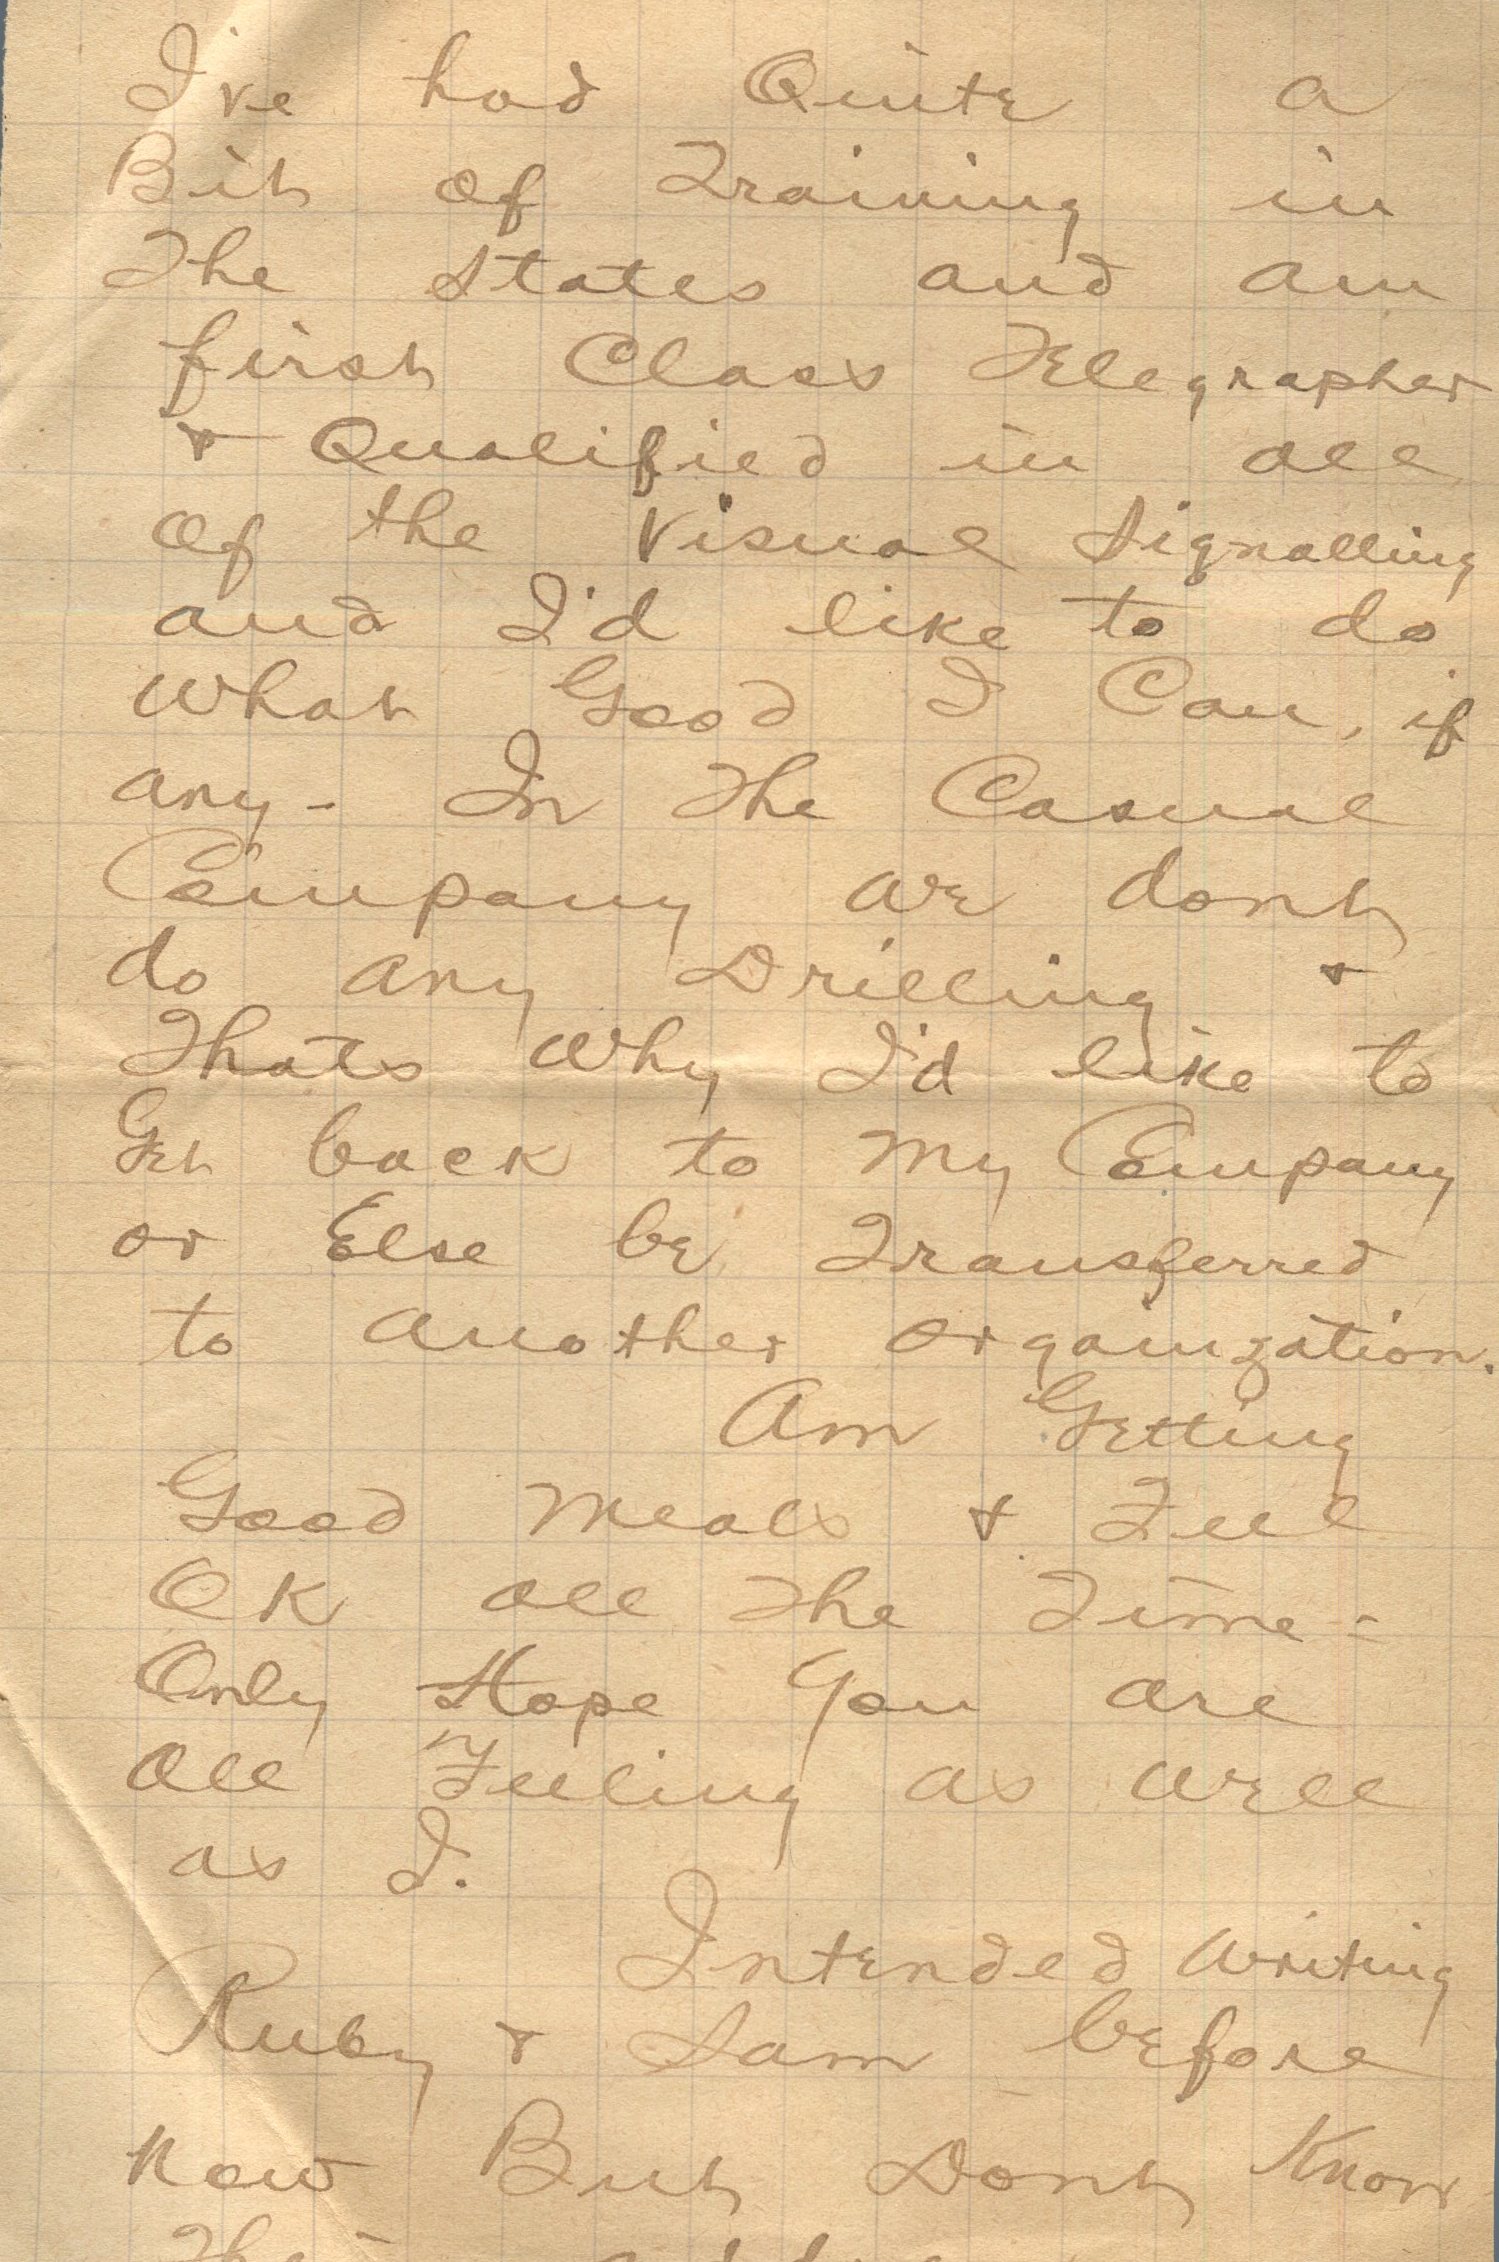 I've had Quite a
Bit of Training in
The States and am
first Class Telegrapher
+ Qualified in all
of the Visual Signalling
and I'd like to do
what Good I Can, if
any - In The Casual
Company we dont
do any Drilling +
Thats Why I'd like to
Get back to My Company
or Else be Transferred
to another organization.
Am Getting
Good Meals + Feel
OK all The Time -
Only Hope you are
all Feeling as well
as I.
Intended writing
Ruby + Sam before
now But Dont Know